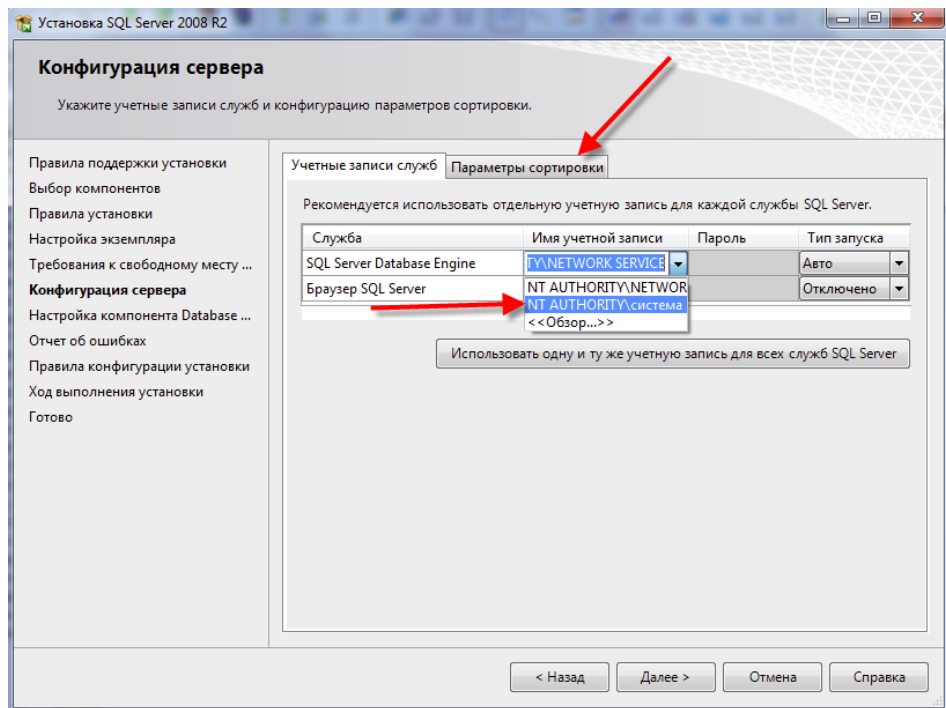 Установка SQL Server 2008 R2
Конфигурация сервера
Укажите учетные записи служб и конфигурацию параметров сортировки.
Правила поддержки установки
Выбор компонентов
Правила установки
Настройка экземпляра
Требования к свободному месту ...
Конфигурация сервера
Настройка компонента Database ...
Отчет об ошибках
Правила конфигурации установки
Ход выполнения установки
Готово
Учетные записи служб Параметры сортировки
Рекомендуется использовать отдельную учетную запись для каждой службы SQL Server.
Служба Имя учетной записи Пароль Тип запуска
SQL Server Database Engine TY\NETWORK SERVICE Авто
Браузер SQL Server NT AUTHORITY\NETWOR Отключено
NT AUTHORITY\система
<<Обзор...>>
Использовать одну и ту же учетную запись для всех служб SQL Server
< Назад Далее > Отмена Справка